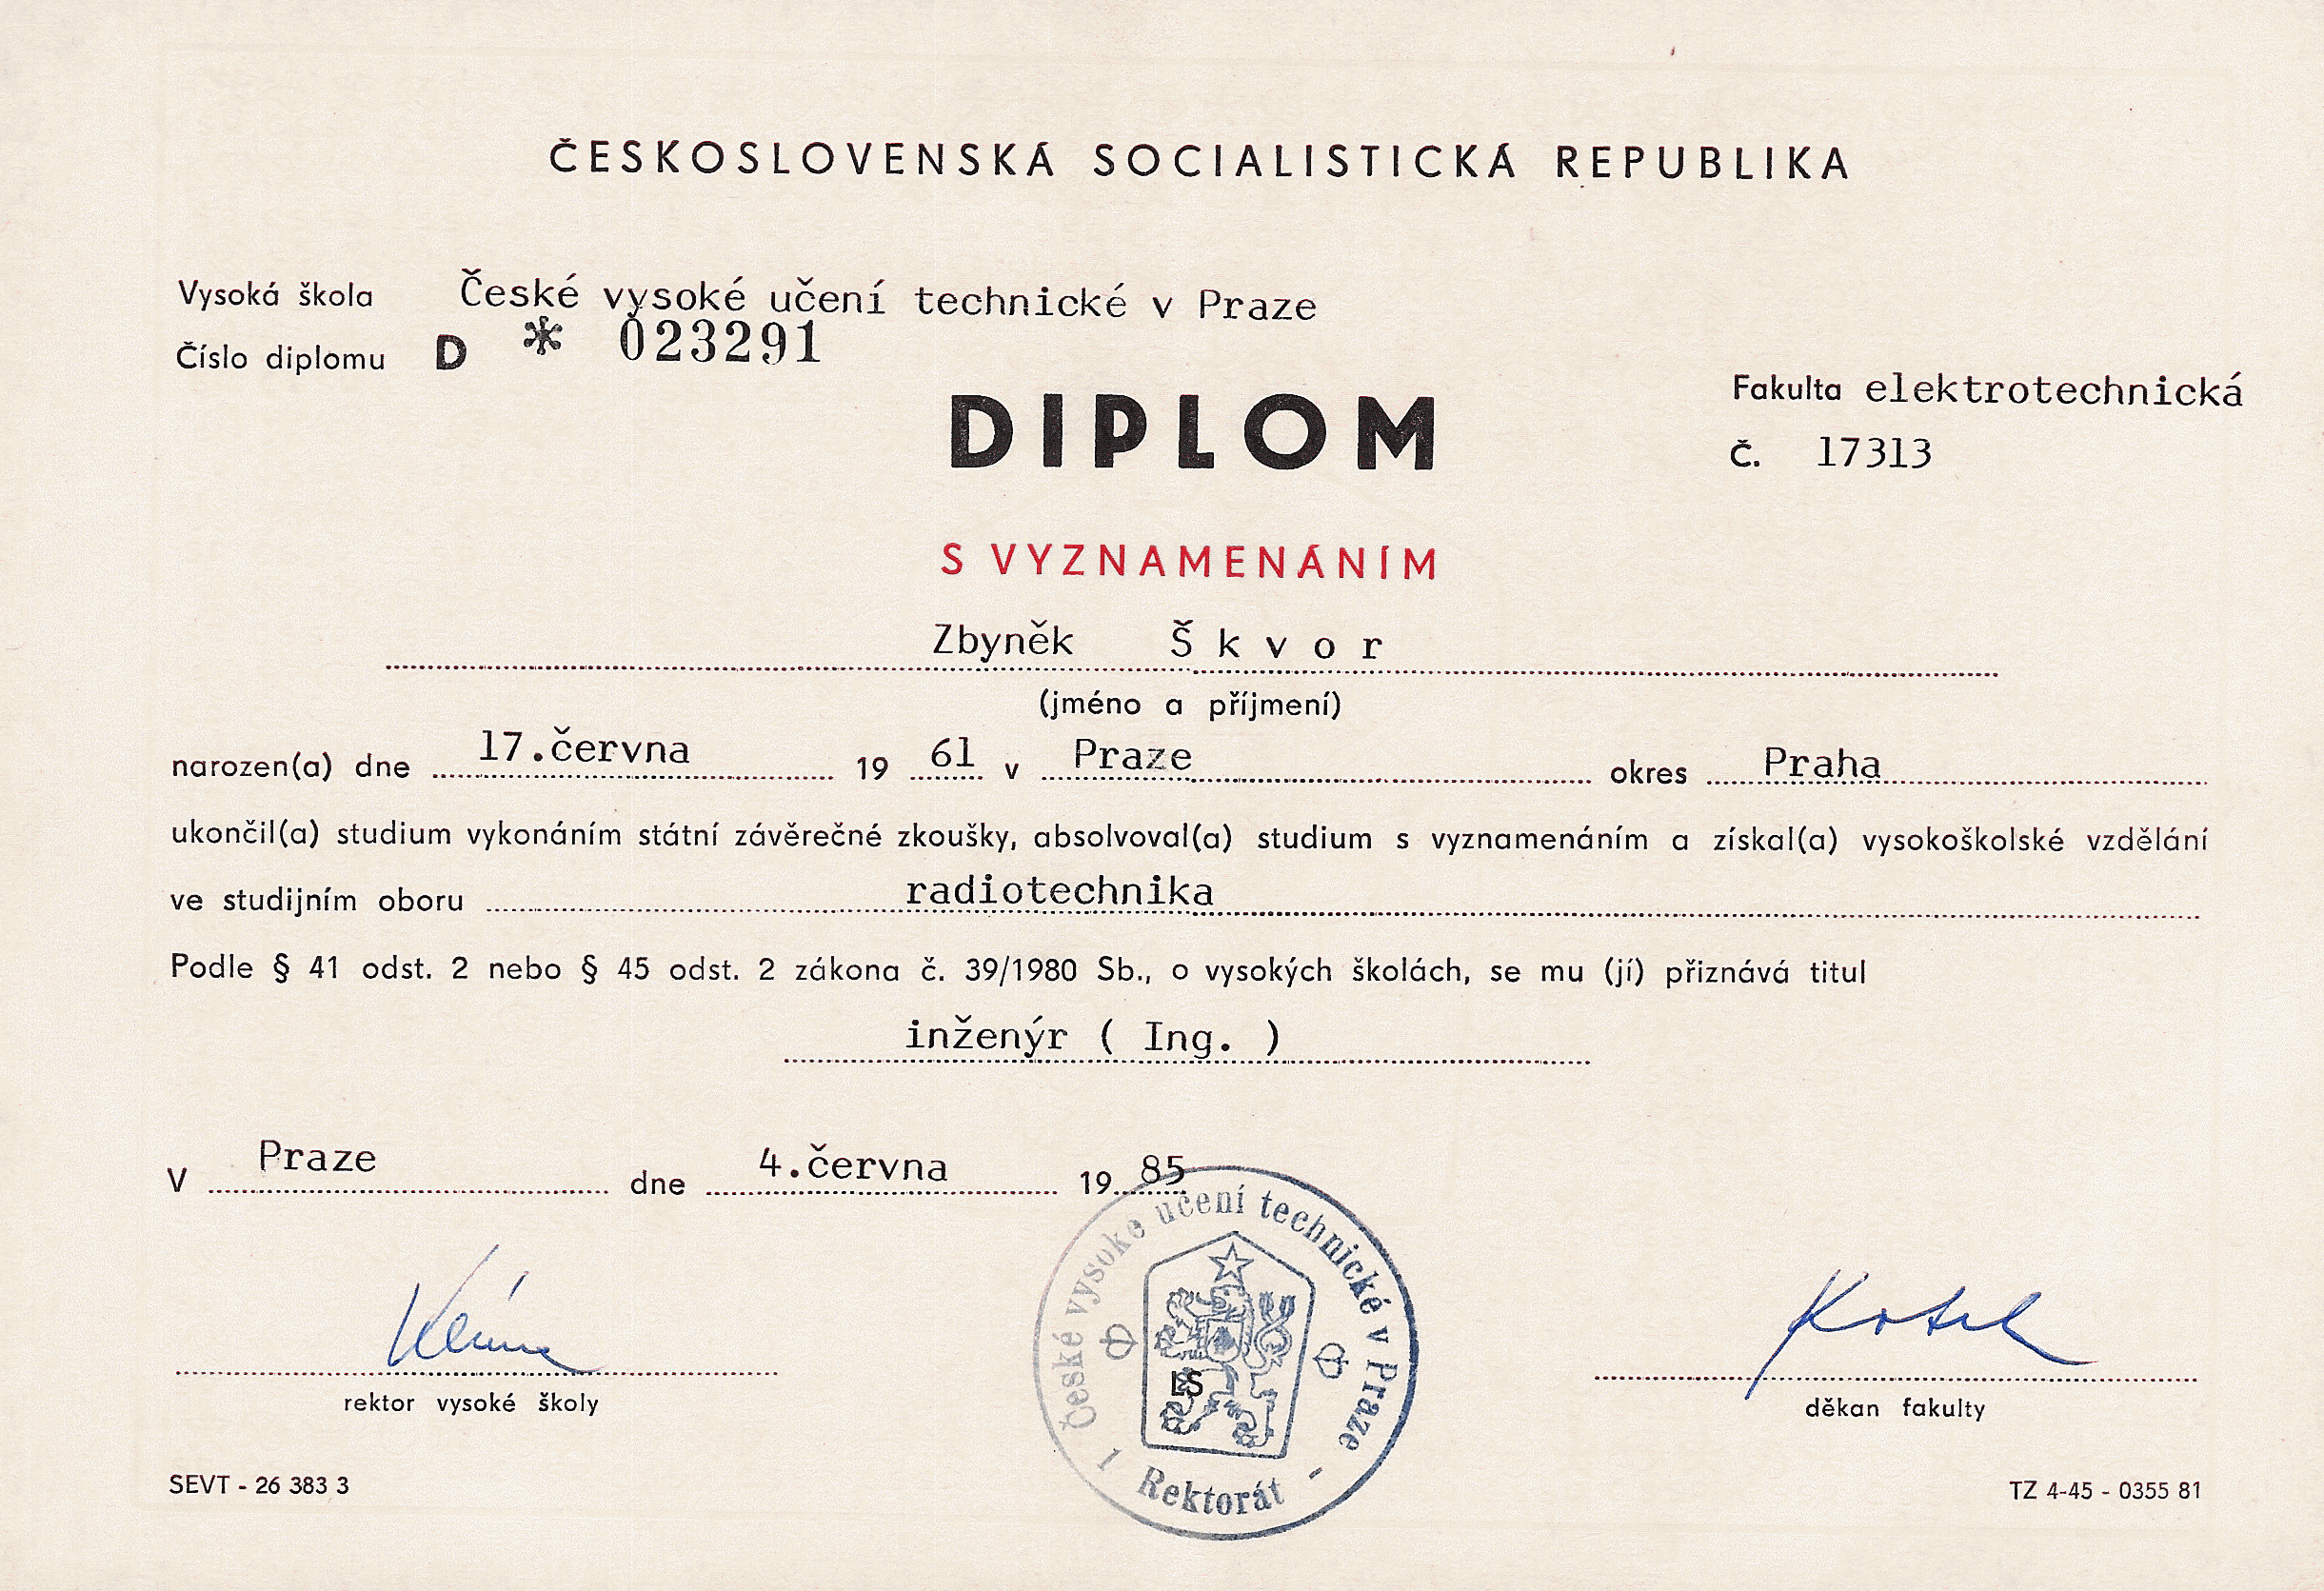 ČESKOSLOVENSKÁ SOCIALISTICKÁ REPUBLIKA
Vysoká škola České vysoké učení technické v Praze
Číslo diplomu D * 023291
Fakulta elektrotechnická
DIPLOM
č. 17313
S VYZNAMENÁNÍM
Zbyněk Škvor
(jméno a příjmení)
narozen(a) dne 17.června 19 61 v Praze okres Praha
ukončil(a) studium vykonáním státní závěrečné zkoušky, absolvoval(a) studium s vyznamenáním a získal(a) vysokoškolské vzdělání
ve studijním oboru radiotechnika
Podle § 41 odst. 2 nebo § 45 odst. 2 zákona č. 39/1980 Sb., o vysokých školách, se mu (jí) přiznává titul
inženýr ( Ing. )
V Praze dne 4.června 19 85
České vysoké učení technické v Praze
LS
1 Rektorát -
rektor vysoké školy
děkan fakulty
SEVT - 26 383 3
TZ 4-45 - 0355 81